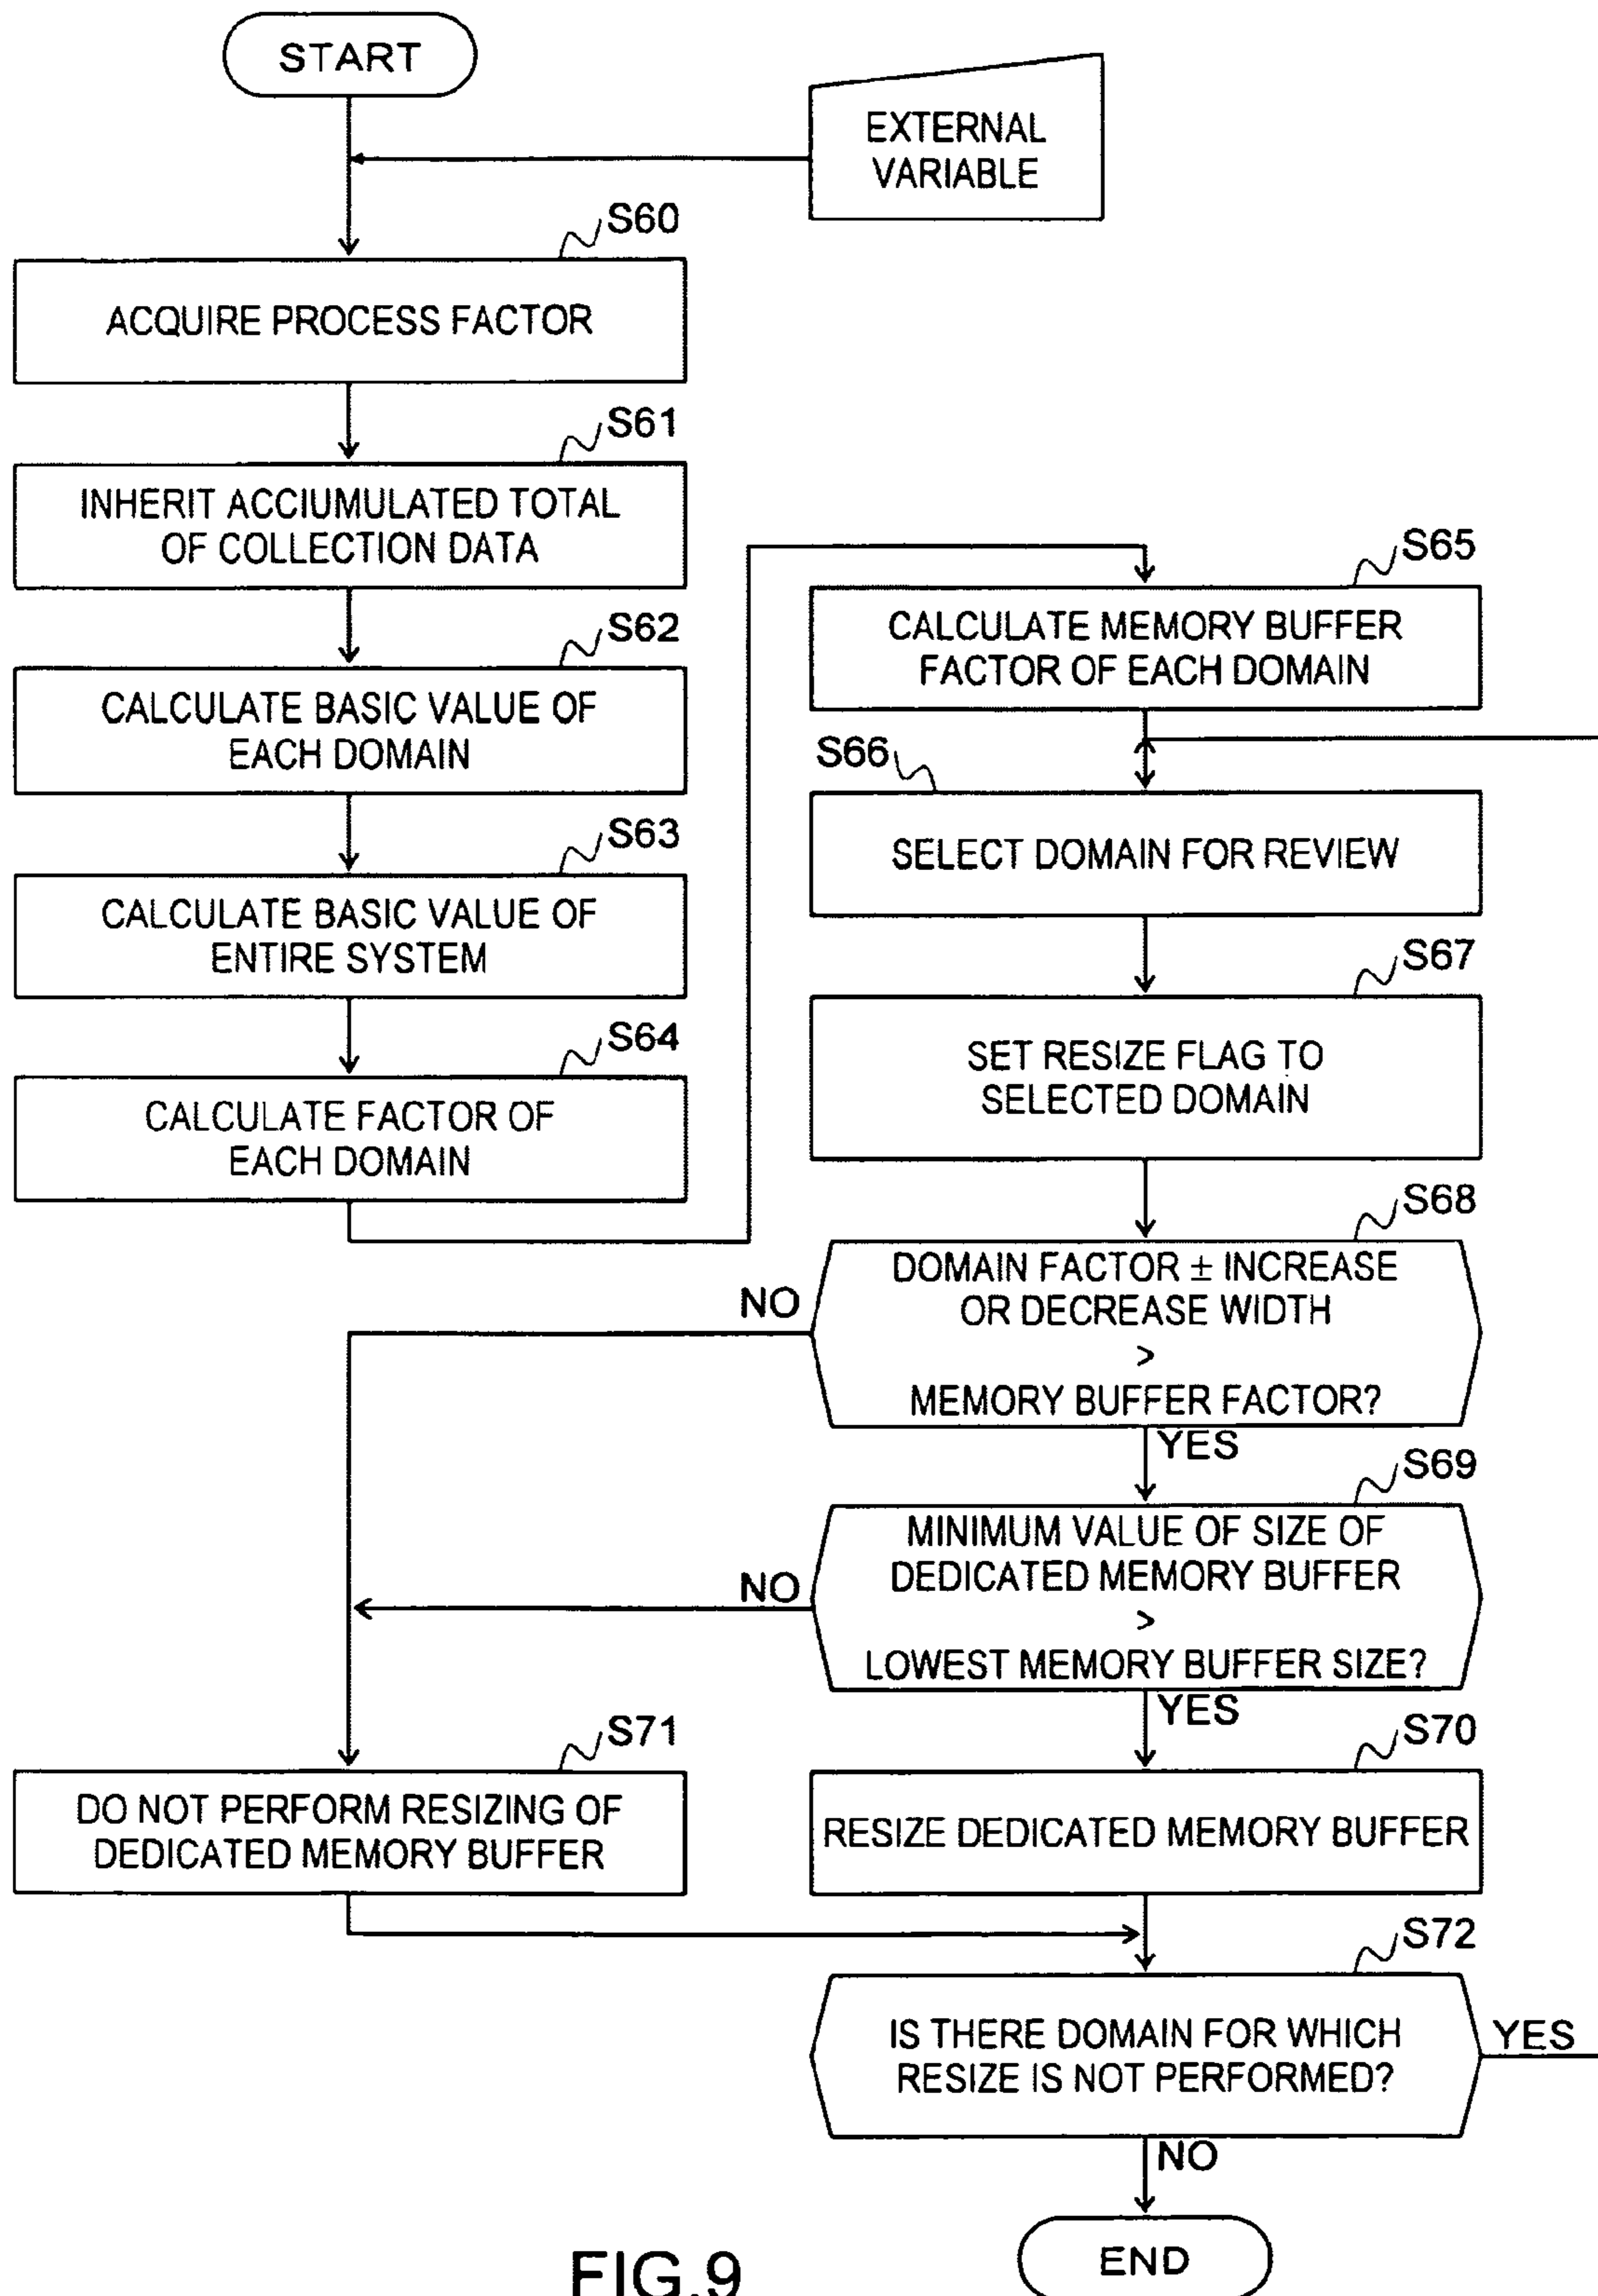 START
EXTERNAL
VARIABLE
S60
ACQUIRE PROCESS FACTOR
S61
INHERIT ACCIUMULATED TOTAL
OF COLLECTION DATA
S62
CALCULATE BASIC VALUE OF
EACH DOMAIN
S63
CALCULATE BASIC VALUE OF
ENTIRE SYSTEM
S64
CALCULATE FACTOR OF
EACH DOMAIN
S65
CALCULATE MEMORY BUFFER
FACTOR OF EACH DOMAIN
S66
SELECT DOMAIN FOR REVIEW
S67
SET RESIZE FLAG TO
SELECTED DOMAIN
S68
DOMAIN FACTOR ± INCREASE
OR DECREASE WIDTH
>
MEMORY BUFFER FACTOR?
NO
YES
S69
MINIMUM VALUE OF SIZE OF
DEDICATED MEMORY BUFFER
>
LOWEST MEMORY BUFFER SIZE?
NO
YES
S71
DO NOT PERFORM RESIZING OF
DEDICATED MEMORY BUFFER
S70
RESIZE DEDICATED MEMORY BUFFER
S72
IS THERE DOMAIN FOR WHICH
RESIZE IS NOT PERFORMED?
YES
NO
END
FIG.9